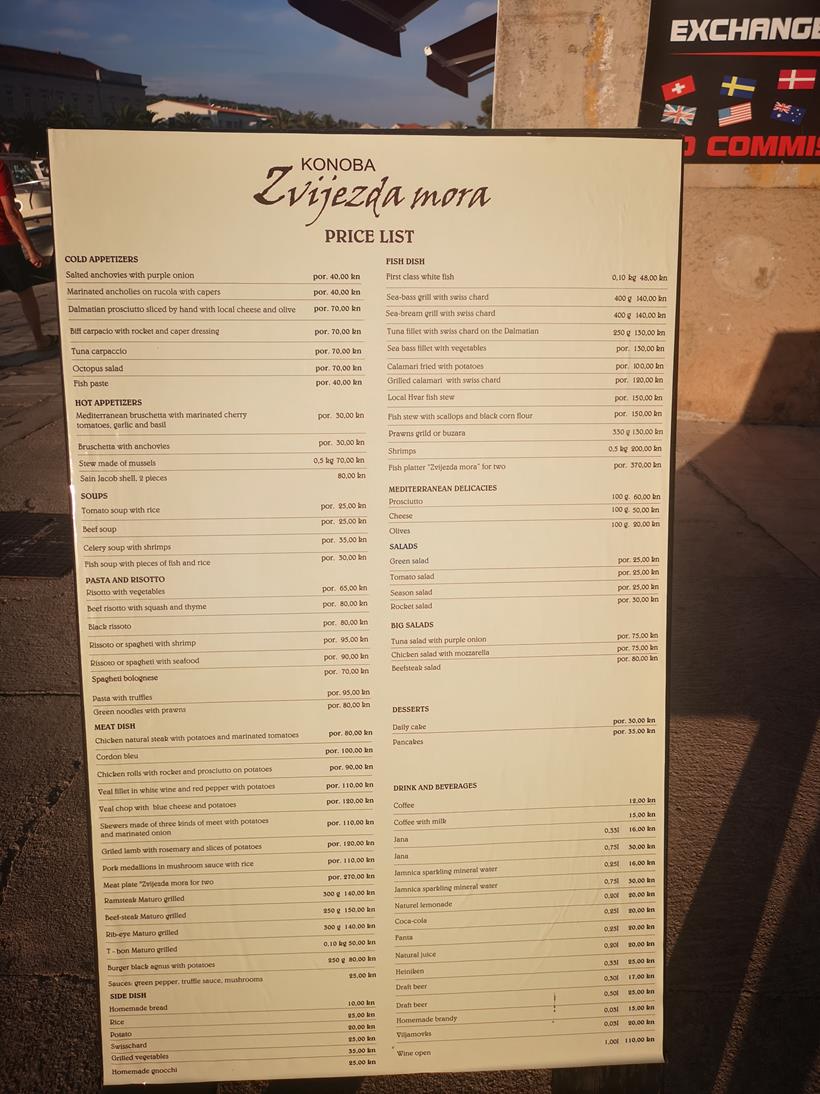 EXCHANGE
KONOBA
Zvijezda mora
PRICE LIST
COLD APPETIZERS
Salted anchovies with purple onion por. 40,00 kn
Marinated ancholies on rucola with capers por. 40,00 kn
Dalmatian prosciutto sliced by hand with local cheese and olive por. 70,00 kn
Biff carpacio with rocket and caper dressing por. 70,00 kn
Tuna carpaccio por. 70,00 kn
Octopus salad por. 70,00 kn
Fish paste por. 40,00 kn
HOT APPETIZERS
Mediterranean bruschetta with marinated cherry por. 30,00 kn
tomatoes, garlic and basil
Bruschetta with anchovies por. 30,00 kn
Stew made of mussels 0,5 kg 70,00 kn
Sain Jacob shell, 2 pieces 80,00 kn
SOUPS
Tomato soup with rice por. 25,00 kn
Beef soup por. 25,00 kn
Celery soup with shrimps por. 35,00 kn
Fish soup with pieces of fish and rice por. 30,00 kn
PASTA AND RISOTTO
Risotto with vegetables por. 65,00 kn
Beef risotto with squash and thyme por. 80,00 kn
Black rissoto por. 80,00 kn
Rissoto or spagheti with shrimp por. 95,00 kn
Rissoto or spagheti with seafood por. 90,00 kn
Spagheti bolognese por. 70,00 kn
Pasta with truffles por. 95,00 kn
Green noodles with prawns por. 80,00 kn
MEAT DISH
Chicken natural steak with potatoes and marinated tomatoes por. 80,00 kn
Cordon bleu por. 100,00 kn
Chicken rolls with rocket and prosciutto on potatoes por. 90,00 kn
Veal fillet in white wine and red pepper with potatoes por. 110,00 kn
Veal chop with blue cheese and potatoes por. 120,00 kn
Skewers made of three kinds of meet with potatoes por. 110,00 kn
and marinated onion
Griled lamb with rosemary and slices of potatoes por. 120,00 kn
Pork medallions in mushroom sauce with rice por. 110,00 kn
Meat plate "Zvijezda mora for two por. 270,00 kn
Ramsteak Maturo grilled 300 g 140,00 kn
Beef-steak Maturo grilled 250 g 150,00 kn
Rib-eye Maturo grilled 300 g 140,00 kn
T - bon Maturo grilled 0,10 kg 50,00 kn
Burger black agnus with potatoes 250 g 80,00 kn
Sauces: green pepper, truffle sauce, mushrooms 25,00 kn
SIDE DISH
Homemade bread 10,00 kn
Rice 25,00 kn
Potato 20,00 kn
Swisschard 25,00 kn
Grilled vegetables 35,00 kn
Homemade gnocchi 25,00 kn
FISH DISH
First class white fish 0,10 kg 48,00 kn
Sea-bass grill with swiss chard 400 g 140,00 kn
Sea-bream grill with swiss chard 400 g 140,00 kn
Tuna fillet with swiss chard on the Dalmatian 250 g 130,00 kn
Sea bass fillet with vegetables por. 130,00 kn
Calamari fried with potatoes por. 100,00 kn
Grilled calamari with swiss chard por. 120,00 kn
Local Hvar fish stew por. 150,00 kn
Fish stew with scallops and black corn flour por. 150,00 kn
Prawns grild or buzara 330 g 130,00 kn
Shrimps 0,5 kg 200,00 kn
Fish platter "Zvijezda mora" for two por. 370,00 kn
MEDITERRANEAN DELICACIES
Prosciutto 100 g. 60,00 kn
Cheese 100 g. 50,00 kn
Olives 100 g. 20,00 kn
SALADS
Green salad por. 25,00 kn
Tomato salad por. 25,00 kn
Season salad por. 25,00 kn
Rocket salad por. 30,00 kn
BIG SALADS
Tuna salad with purple onion por. 75,00 kn
Chicken salad with mozzarella por. 75,00 kn
Beefsteak salad por. 80,00 kn
DESSERTS
Daily cake por. 30,00 kn
Pancakes por. 35,00 kn
DRINK AND BEVERAGES
Coffee 12,00 kn
Coffee with milk 15,00 kn
Jana 0,33l 16,00 kn
Jana 0,75l 30,00 kn
Jamnica sparkling mineral water 0,25l 16,00 kn
Jamnica sparkling mineral water 0,75l 30,00 kn
Naturel lemonade 0,20l 20,00 kn
Coca-cola 0,25l 20,00 kn
Fanta 0,25l 20,00 kn
Natural juice 0,20l 20,00 kn
Heiniken 0,33l 25,00 kn
Draft beer 0,30l 17,00 kn
Draft beer 0,50l 25,00 kn
Homemade brandy 0,03l 15,00 kn
Viljamovka 0,03l 20,00 kn
Wine open 1,00l 110,00 kn